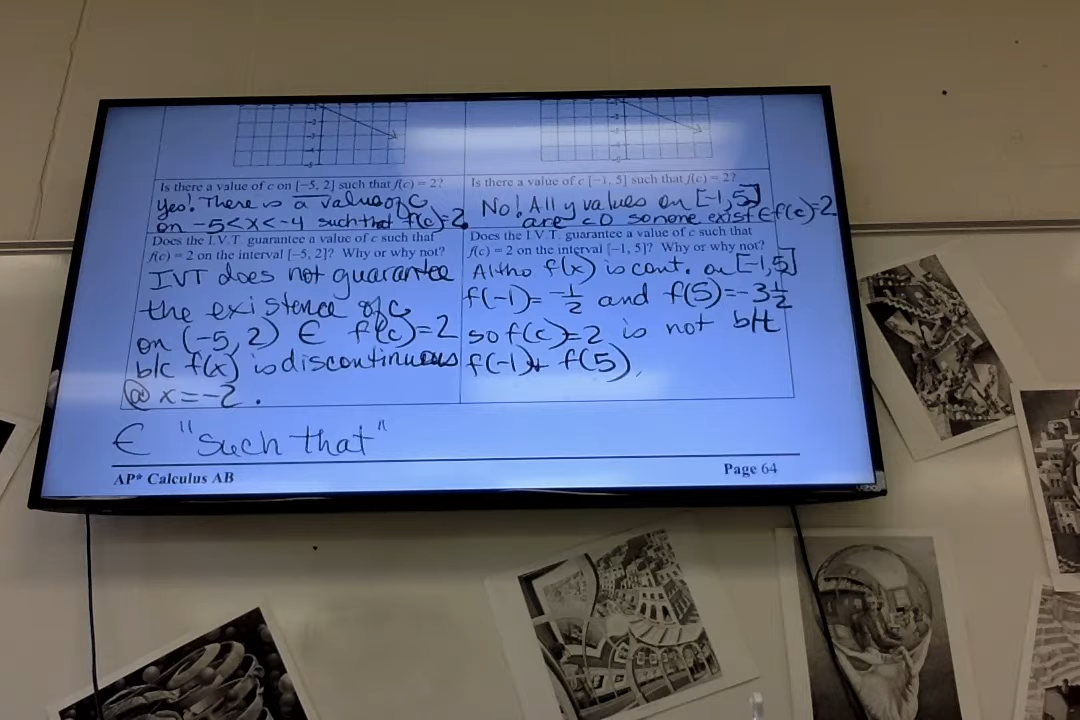 Is there a value of c on [−5, 2] such that f(c) = 2?
Yes! There is a value of c
on −5<x<−4 such that f(c)=2.
Does the I.V.T. guarantee a value of c such that
f(c) = 2 on the interval [−5, 2]? Why or why not?
IVT does not guarantee
the existence of c
on (−5, 2) ∈ f(c)=2
b/c f(x) is discontinuous
@ x=−2.
Is there a value of c [−1, 5] such that f(c) = 2?
No! All y values on [-1,5]
are <0 so none exist ∈ f(c)=2.
Does the I.V.T. guarantee a value of c such that
f(c) = 2 on the interval [−1, 5]? Why or why not?
Altho f(x) is cont. on [-1,5]
f(-1)= -1/2 and f(5)=-3 1/2
so f(c)=2 is not b/t
f(-1) + f(5).
∈ "Such that"
AP* Calculus AB
Page 64